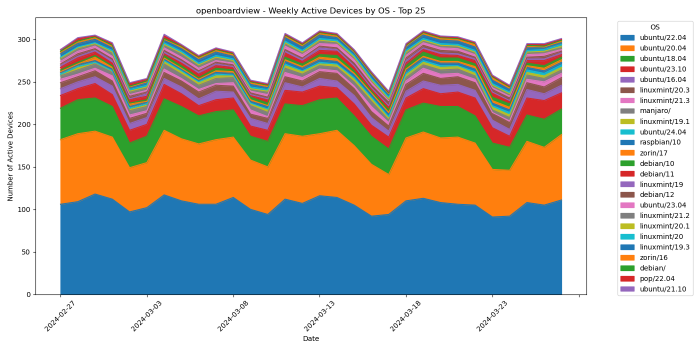 openboardview - Weekly Active Devices by OS - Top 25
Number of Active Devices
300
250
200
150
100
50
0
2024-02-27
2024-03-03
2024-03-08
2024-03-13
2024-03-18
2024-03-23
Date
OS
ubuntu/22.04
ubuntu/20.04
ubuntu/18.04
ubuntu/23.10
ubuntu/16.04
linuxmint/20.3
linuxmint/21.3
manjaro/
linuxmint/19.1
ubuntu/24.04
raspbian/10
zorin/17
debian/10
debian/11
linuxmint/19
debian/12
ubuntu/23.04
linuxmint/21.2
linuxmint/20.1
linuxmint/20
linuxmint/19.3
zorin/16
debian/
pop/22.04
ubuntu/21.10